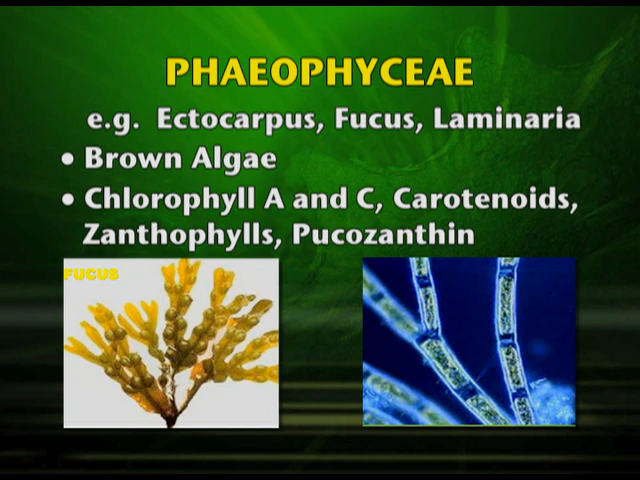 PHAEOPHYCEAE
e.g. Ectocarpus, Fucus, Laminaria
• Brown Algae
• Chlorophyll A and C, Carotenoids,
Zanthophylls, Pucozanthin
FUCUS